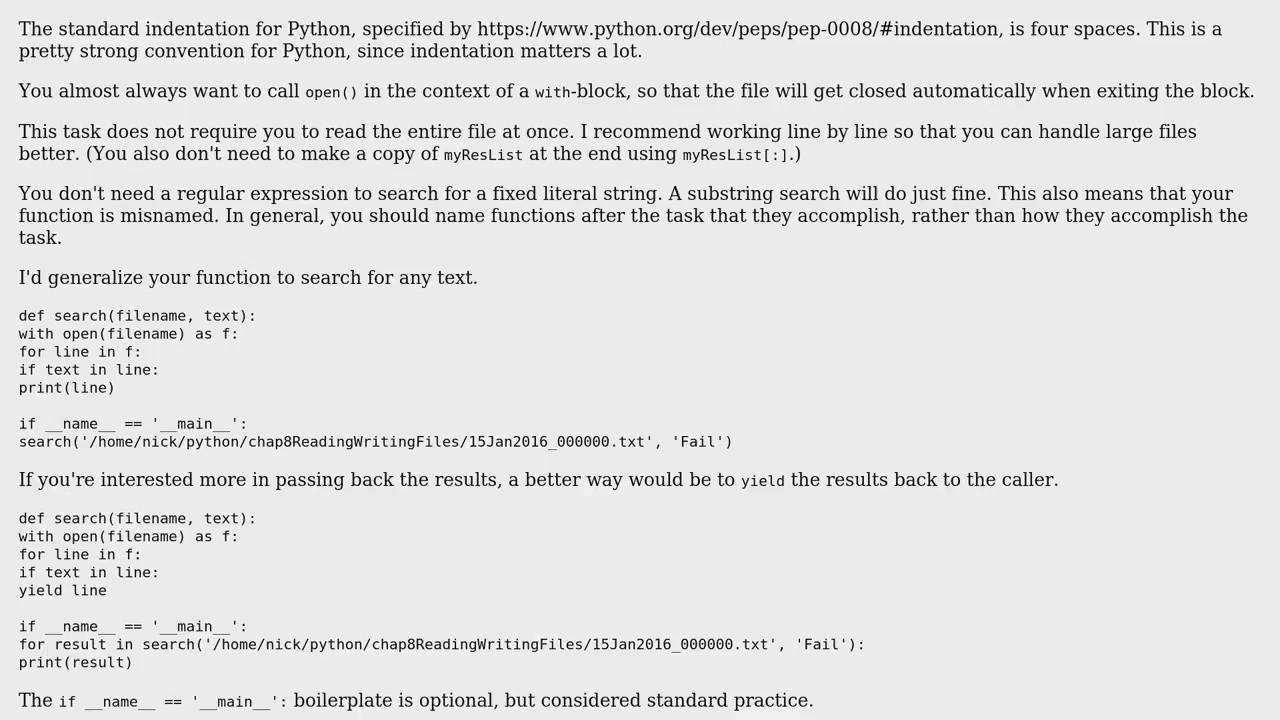 The standard indentation for Python, specified by https://www.python.org/dev/peps/pep-0008/#indentation, is four spaces. This is a
pretty strong convention for Python, since indentation matters a lot.
You almost always want to call open() in the context of a with-block, so that the file will get closed automatically when exiting the block.
This task does not require you to read the entire file at once. I recommend working line by line so that you can handle large files
better. (You also don't need to make a copy of myResList at the end using myResList[:].)
You don't need a regular expression to search for a fixed literal string. A substring search will do just fine. This also means that your
function is misnamed. In general, you should name functions after the task that they accomplish, rather than how they accomplish the
task.
I'd generalize your function to search for any text.
def search(filename, text):
with open(filename) as f:
for line in f:
if text in line:
print(line)
if __name__ == '__main__':
search('/home/nick/python/chap8ReadingWritingFiles/15Jan2016_000000.txt', 'Fail')
If you're interested more in passing back the results, a better way would be to yield the results back to the caller.
def search(filename, text):
with open(filename) as f:
for line in f:
if text in line:
yield line
if __name__ == '__main__':
for result in search('/home/nick/python/chap8ReadingWritingFiles/15Jan2016_000000.txt', 'Fail'):
print(result)
The if __name__ == '__main__': boilerplate is optional, but considered standard practice.